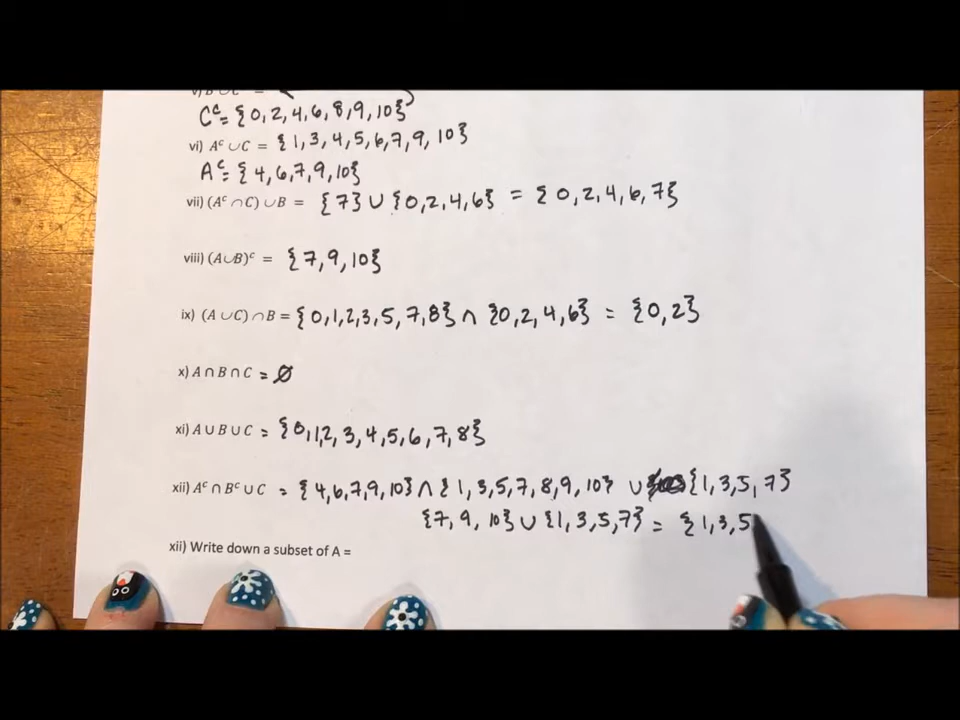 v) B ∪ C =
Cᶜ = {0,2,4,6,8,9,10}
vi) Aᶜ ∪ C = {1,3,4,5,6,7,9,10}
Aᶜ = {4,6,7,9,10}
vii) (Aᶜ ∩ C) ∪ B = {7} ∪ {0,2,4,6} = {0,2,4,6,7}
viii) (A∪B)ᶜ = {7,9,10}
ix) (A ∪ C) ∩ B = {0,1,2,3,5,7,8} ∩ {0,2,4,6} = {0,2}
x) A ∩ B ∩ C = Ø
xi) A ∪ B ∪ C = {0,1,2,3,4,5,6,7,8}
xii) Aᶜ ∩ Bᶜ ∪ C = {4,6,7,9,10} ∩ {1,3,5,7,8,9,10} ∪ {1,3,5,7}
{7,9,10} ∪ {1,3,5,7} = {1,3,5
xii) Write down a subset of A =